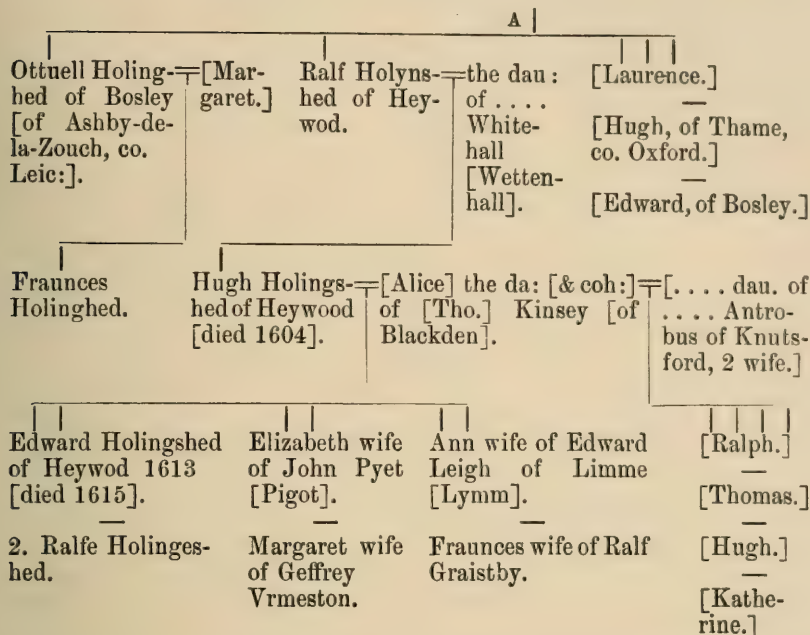 A
Ottuell Holing-
hed of Bosley
[of Ashby-de-
la-Zouch, co.
Leic:].
[Mar-
garet.]
Ralf Holyns-
hed of Hey-
wod.
the dau:
of ....
White-
hall
[Wetten-
hall].
[Laurence.]
—
[Hugh, of Thame,
co. Oxford.]
—
[Edward, of Bosley.]
Fraunces
Holinghed.
Hugh Holings-
hed of Heywood
[died 1604].
[Alice] the da: [& coh:]
of [Tho.] Kinsey [of
Blackden].
[.... dau. of
.... Antro-
bus of Knuts-
ford, 2 wife.]
Edward Holingshed
of Heywod 1613
[died 1615].
—
2. Ralfe Holinges-
hed.
Elizabeth wife
of John Pyet
[Pigot].
—
Margaret wife
of Geffrey
Vrmeston.
Ann wife of Edward
Leigh of Limme
[Lymm].
—
Fraunces wife of Ralf
Graistby.
[Ralph.]
—
[Thomas.]
—
[Hugh.]
—
[Kathe-
rine.]